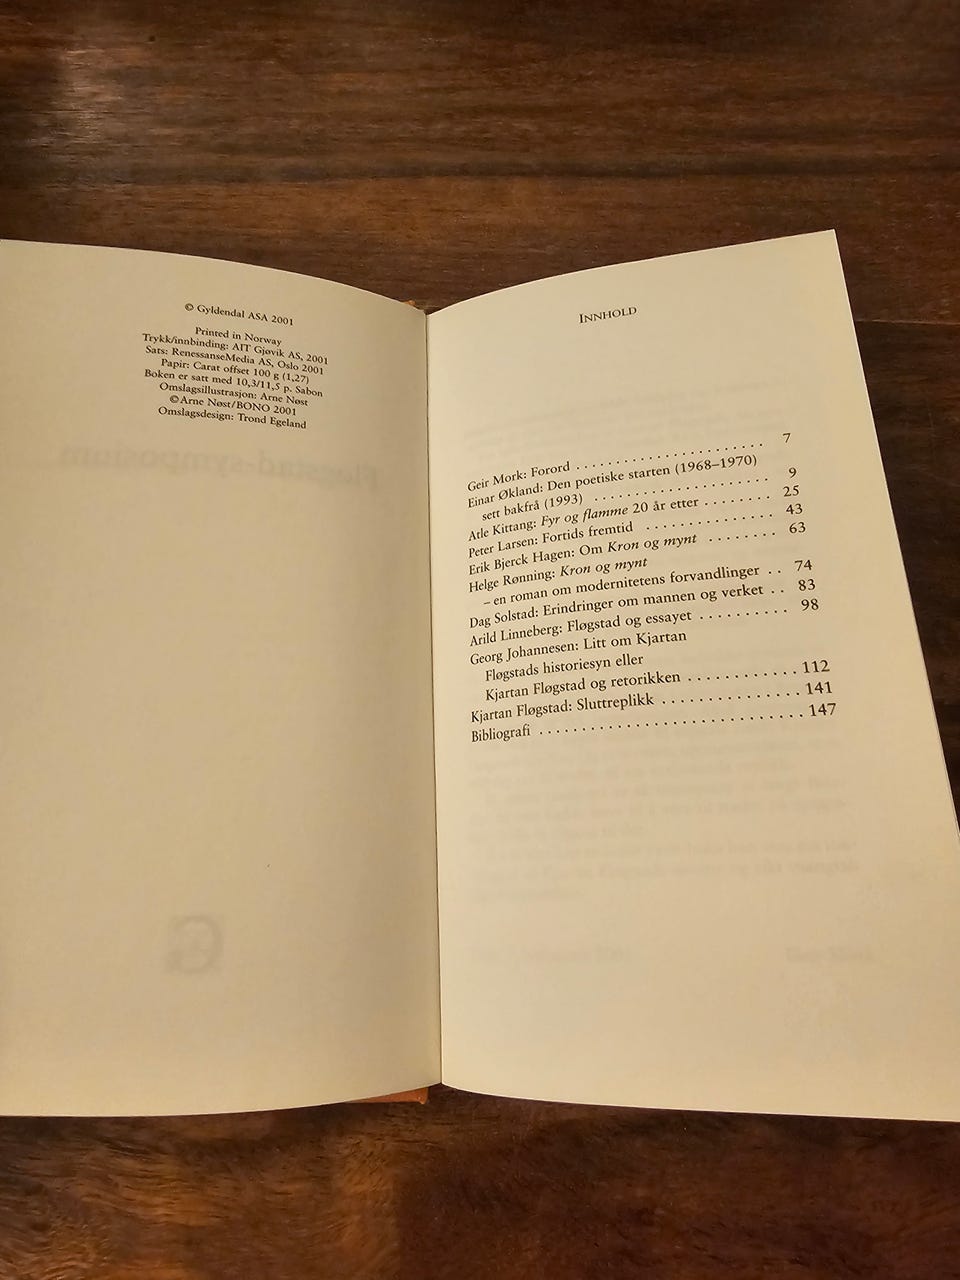 © Gyldendal ASA 2001
Printed in Norway
Trykk/innbinding: AIT Gjøvik AS, 2001
Sats: RenessanseMedia AS, Oslo 2001
Papir: Carat offset 100 g (1,27)
Boken er satt med 10,3/11,5 p. Sabon
Omslagsillustrasjon: Arne Nøst
© Arne Nøst/BONO 2001
Omslagsdesign: Trond Egeland
Fløgstad-symposium
G
INNHOLD
Geir Mork: Forord . . . . . . . . . . . . . . . . . . . . . . . 7
Einar Økland: Den poetiske starten (1968–1970)
sett bakfrå (1993) . . . . . . . . . . . . . . . . . . . . 9
Atle Kittang: Fyr og flamme 20 år etter . . . . . . . . 25
Peter Larsen: Fortids fremtid . . . . . . . . . . . . . . . 43
Erik Bjerck Hagen: Om Kron og mynt . . . . . . . . 63
Helge Rønning: Kron og mynt
– en roman om modernitetens forvandlinger . . 74
Dag Solstad: Erindringer om mannen og verket . . 83
Arild Linneberg: Fløgstad og essayet . . . . . . . . . . 98
Georg Johannesen: Litt om Kjartan
Fløgstads historiesyn eller
Kjartan Fløgstad og retorikken . . . . . . . . . . . . 112
Kjartan Fløgstad: Sluttreplikk . . . . . . . . . . . . . . . 141
Bibliografi . . . . . . . . . . . . . . . . . . . . . . . . . . . . . 147